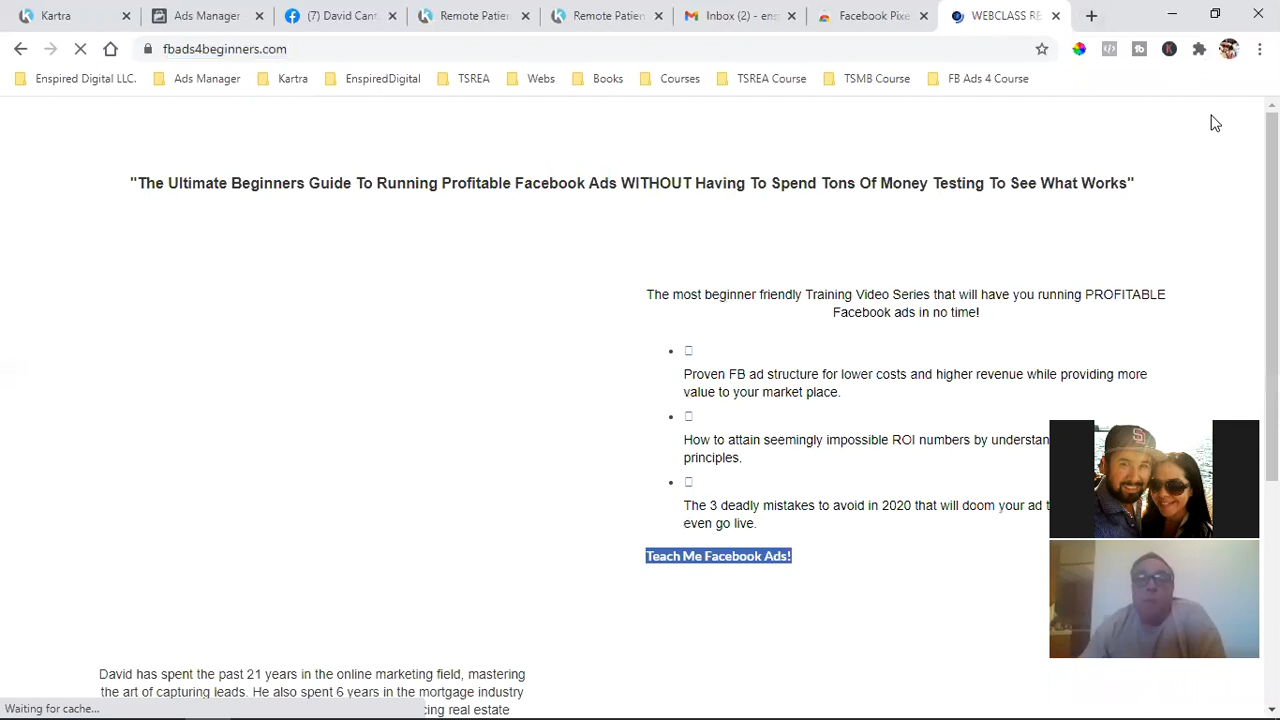 Kartra
Ads Manager
(7) David Cant
Remote Patien
Remote Patien
Inbox (2) - ens
Facebook Pixe
WEBCLASS RE
fbads4beginners.com
Enspired Digital LLC.
Ads Manager
Kartra
EnspiredDigital
TSREA
Webs
Books
Courses
TSREA Course
TSMB Course
FB Ads 4 Course
"The Ultimate Beginners Guide To Running Profitable Facebook Ads WITHOUT Having To Spend Tons Of Money Testing To See What Works"
The most beginner friendly Training Video Series that will have you running PROFITABLE
Facebook ads in no time!
Proven FB ad structure for lower costs and higher revenue while providing more
value to your market place.
How to attain seemingly impossible ROI numbers by understan
principles.
The 3 deadly mistakes to avoid in 2020 that will doom your ad t
even go live.
Teach Me Facebook Ads!
David has spent the past 21 years in the online marketing field, mastering
the art of capturing leads. He also spent 6 years in the mortgage industry
cing real estate
Waiting for cache...